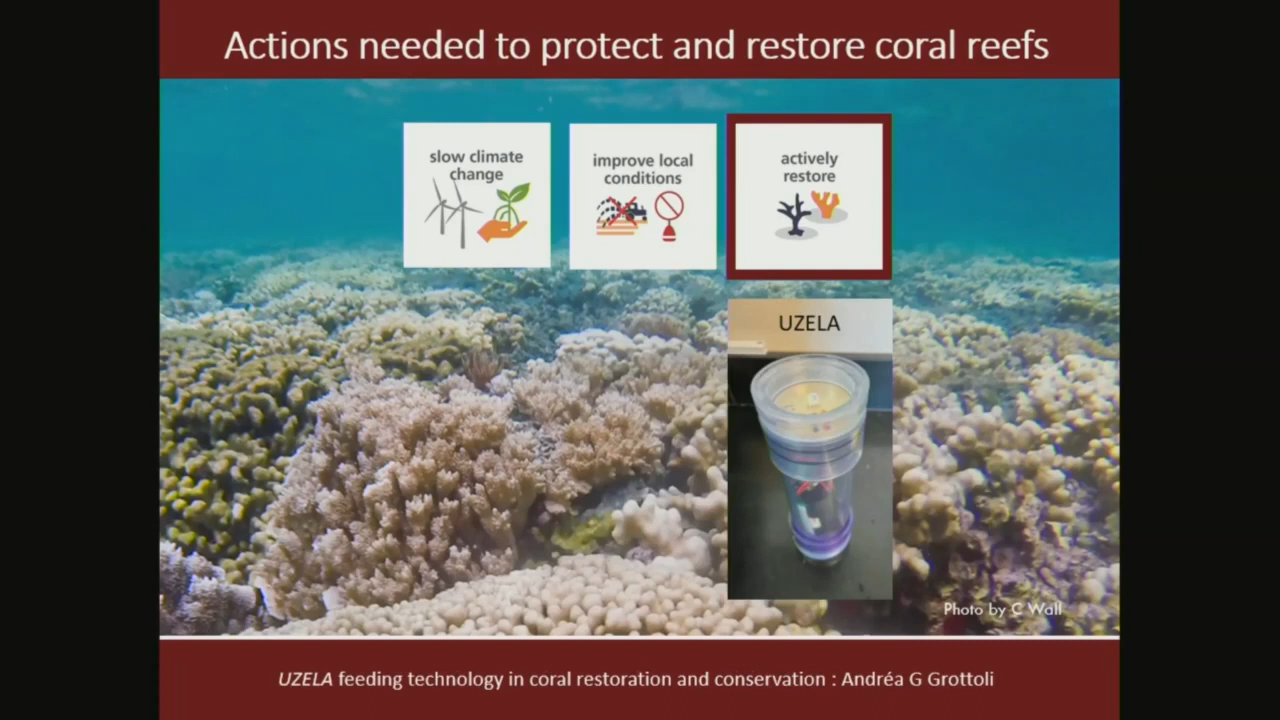 Actions needed to protect and restore coral reefs
slow climate
change
improve local
conditions
actively
restore
UZELA
Photo by C Wall
UZELA feeding technology in coral restoration and conservation : Andréa G Grottoli